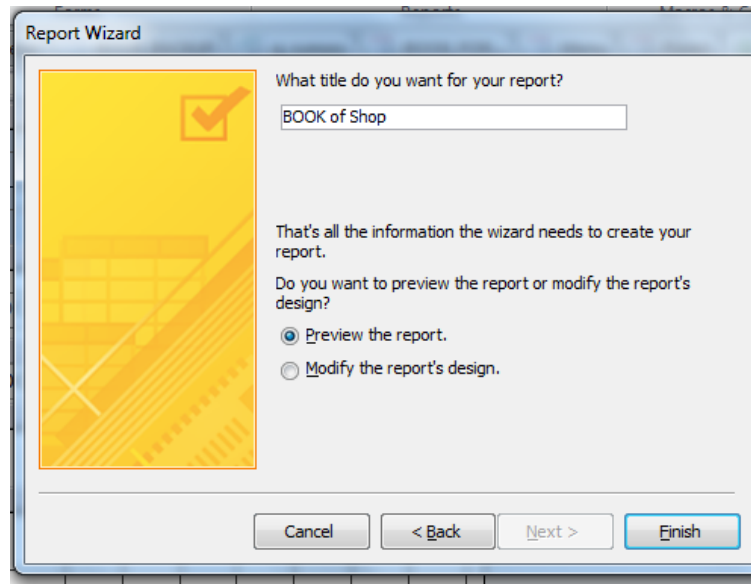 Report Wizard
What title do you want for your report?
BOOK of Shop
That's all the information the wizard needs to create your
report.
Do you want to preview the report or modify the report's
design?
Preview the report.
Modify the report's design.
Cancel
< Back
Next >
Finish